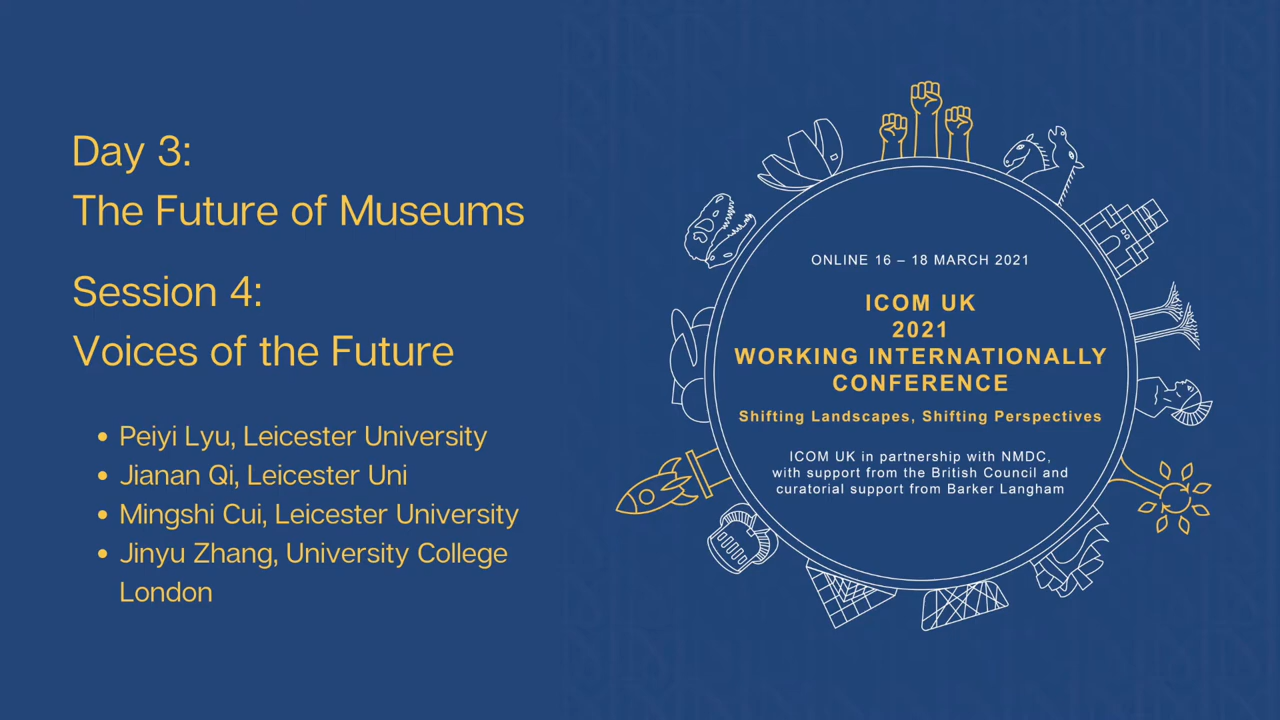 Day 3:
The Future of Museums
Session 4:
Voices of the Future
• Peiyi Lyu, Leicester University
• Jianan Qi, Leicester Uni
• Mingshi Cui, Leicester University
• Jinyu Zhang, University College
London
ONLINE 16 – 18 MARCH 2021
ICOM UK
2021
WORKING INTERNATIONALLY
CONFERENCE
Shifting Landscapes, Shifting Perspectives
ICOM UK in partnership with NMDC,
with support from the British Council and
curatorial support from Barker Langham